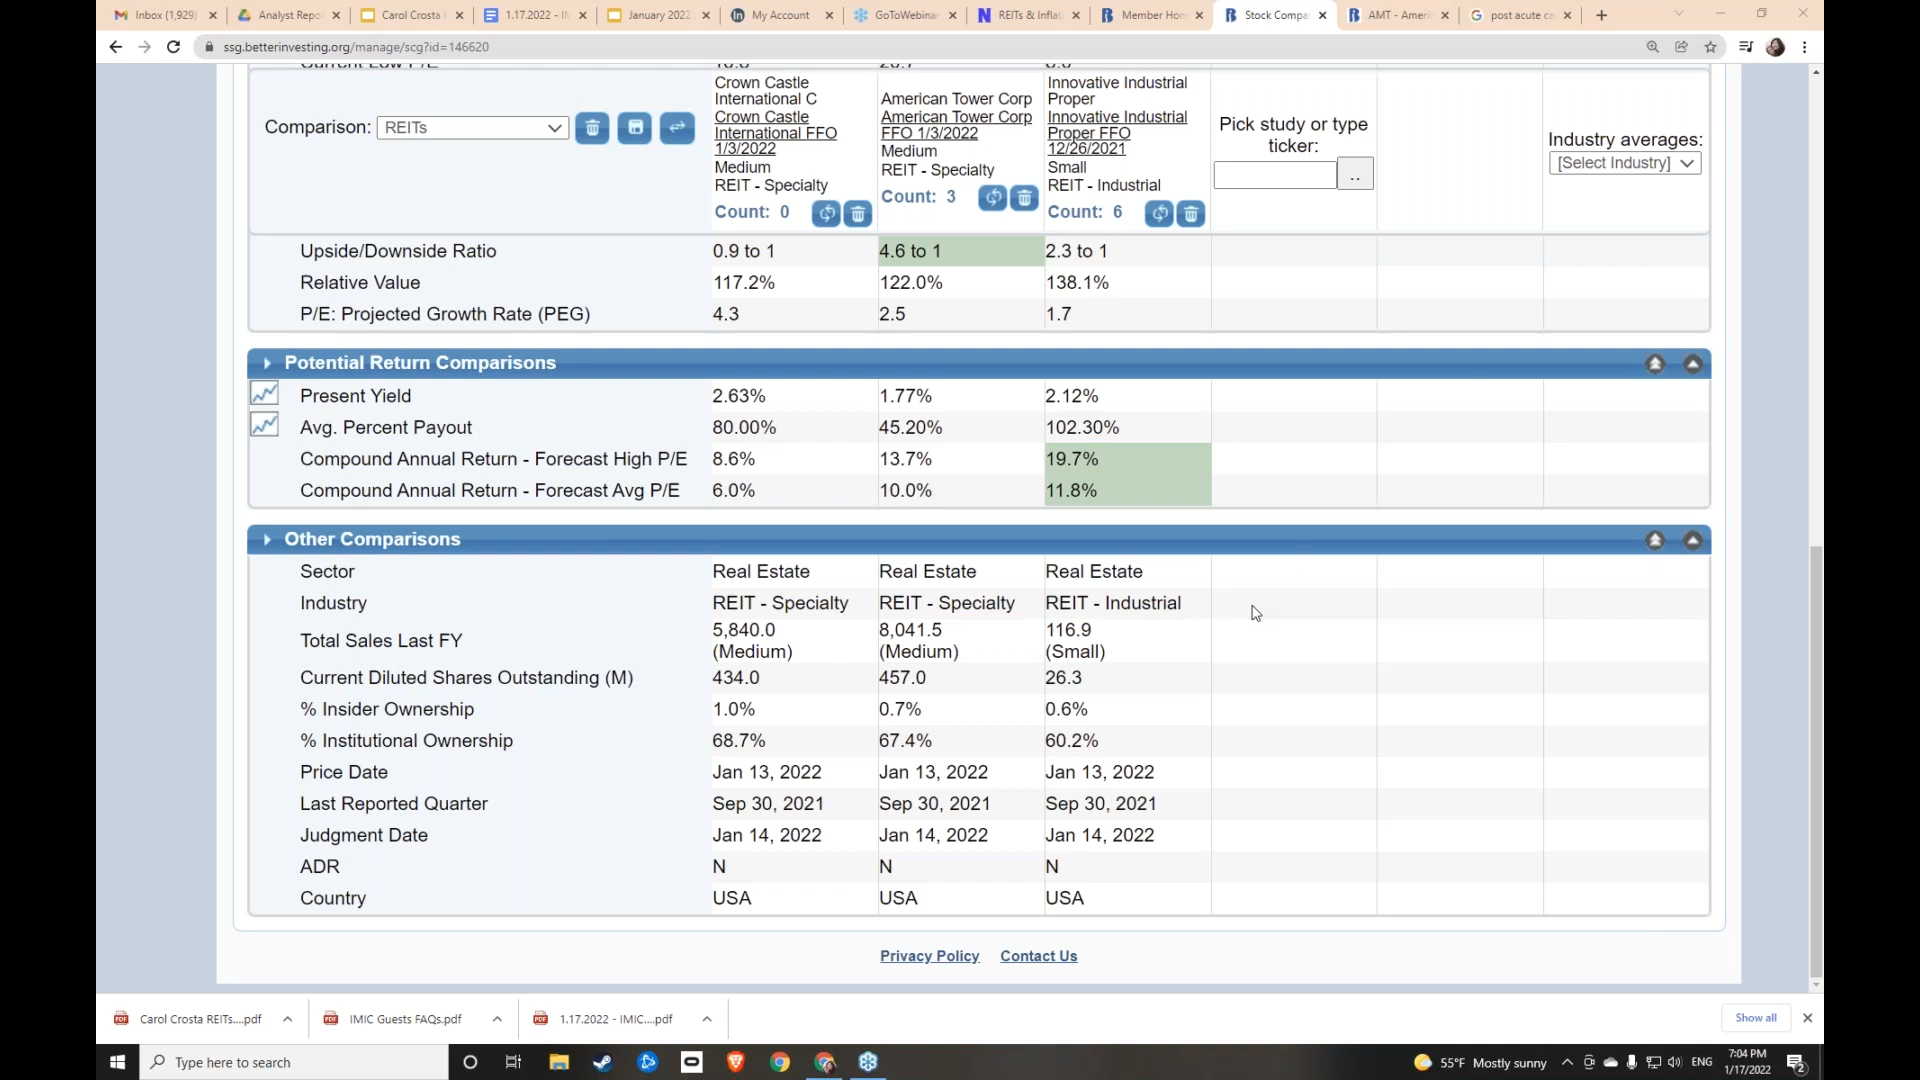 Inbox (1,929)
Analyst Repor
Carol Crosta
1.17.2022 - I
January 2022
My Account
GoToWebinar
REITs & Infla
Member Hom
Stock Compa
AMT - Ameri
post acute ca
ssg.betterinvesting.org/manage/scg?id=146620
Current Low P/E
Comparison: REITs
Crown Castle
International C
Crown Castle
International FFO
1/3/2022
Medium
REIT - Specialty
Count: 0
American Tower Corp
American Tower Corp
FFO 1/3/2022
Medium
REIT - Specialty
Count: 3
Innovative Industrial
Proper
Innovative Industrial
Proper FFO
12/26/2021
Small
REIT - Industrial
Count: 6
Pick study or type
ticker:
..
Industry averages:
[Select Industry]
Upside/Downside Ratio 0.9 to 1 4.6 to 1 2.3 to 1
Relative Value 117.2% 122.0% 138.1%
P/E: Projected Growth Rate (PEG) 4.3 2.5 1.7
Potential Return Comparisons
Present Yield 2.63% 1.77% 2.12%
Avg. Percent Payout 80.00% 45.20% 102.30%
Compound Annual Return - Forecast High P/E 8.6% 13.7% 19.7%
Compound Annual Return - Forecast Avg P/E 6.0% 10.0% 11.8%
Other Comparisons
Sector Real Estate Real Estate Real Estate
Industry REIT - Specialty REIT - Specialty REIT - Industrial
Total Sales Last FY 5,840.0 (Medium) 8,041.5 (Medium) 116.9 (Small)
Current Diluted Shares Outstanding (M) 434.0 457.0 26.3
% Insider Ownership 1.0% 0.7% 0.6%
% Institutional Ownership 68.7% 67.4% 60.2%
Price Date Jan 13, 2022 Jan 13, 2022 Jan 13, 2022
Last Reported Quarter Sep 30, 2021 Sep 30, 2021 Sep 30, 2021
Judgment Date Jan 14, 2022 Jan 14, 2022 Jan 14, 2022
ADR N N N
Country USA USA USA
Privacy Policy Contact Us
Carol Crosta REITs....pdf
IMIC Guests FAQs.pdf
1.17.2022 - IMIC....pdf
Show all
Type here to search
55°F Mostly sunny
ENG
7:04 PM
1/17/2022
2